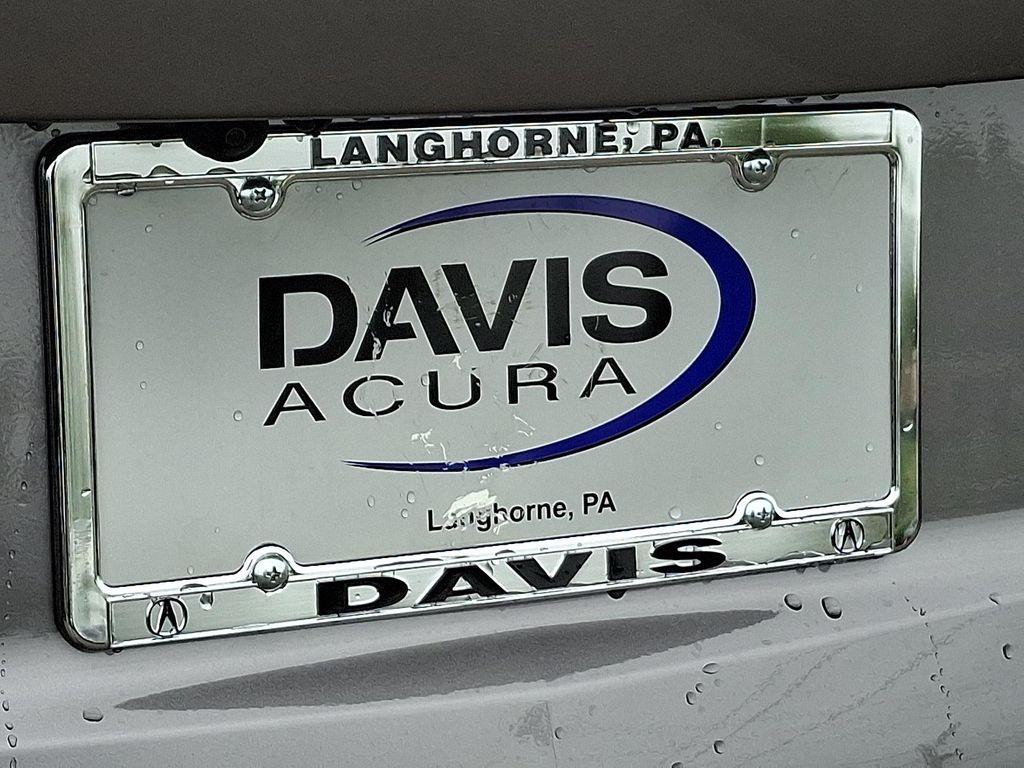 LANGHORNE, PA.
DAVIS
ACURA
Langhorne, PA
DAVIS